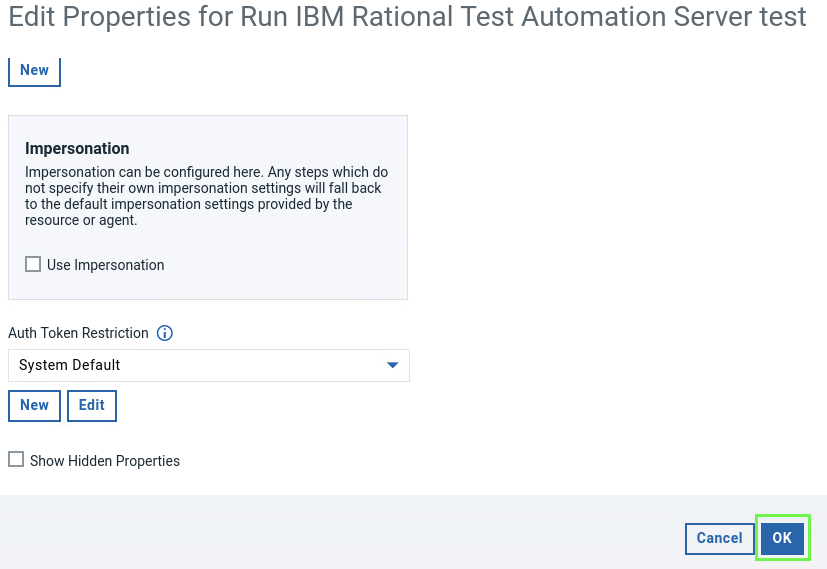 Edit Properties for Run IBM Rational Test Automation Server test
New
Impersonation
Impersonation can be configured here. Any steps which do
not specify their own impersonation settings will fall back
to the default impersonation settings provided by the
resource or agent.
Use Impersonation
Auth Token Restriction
System Default
New Edit
Show Hidden Properties
Cancel OK